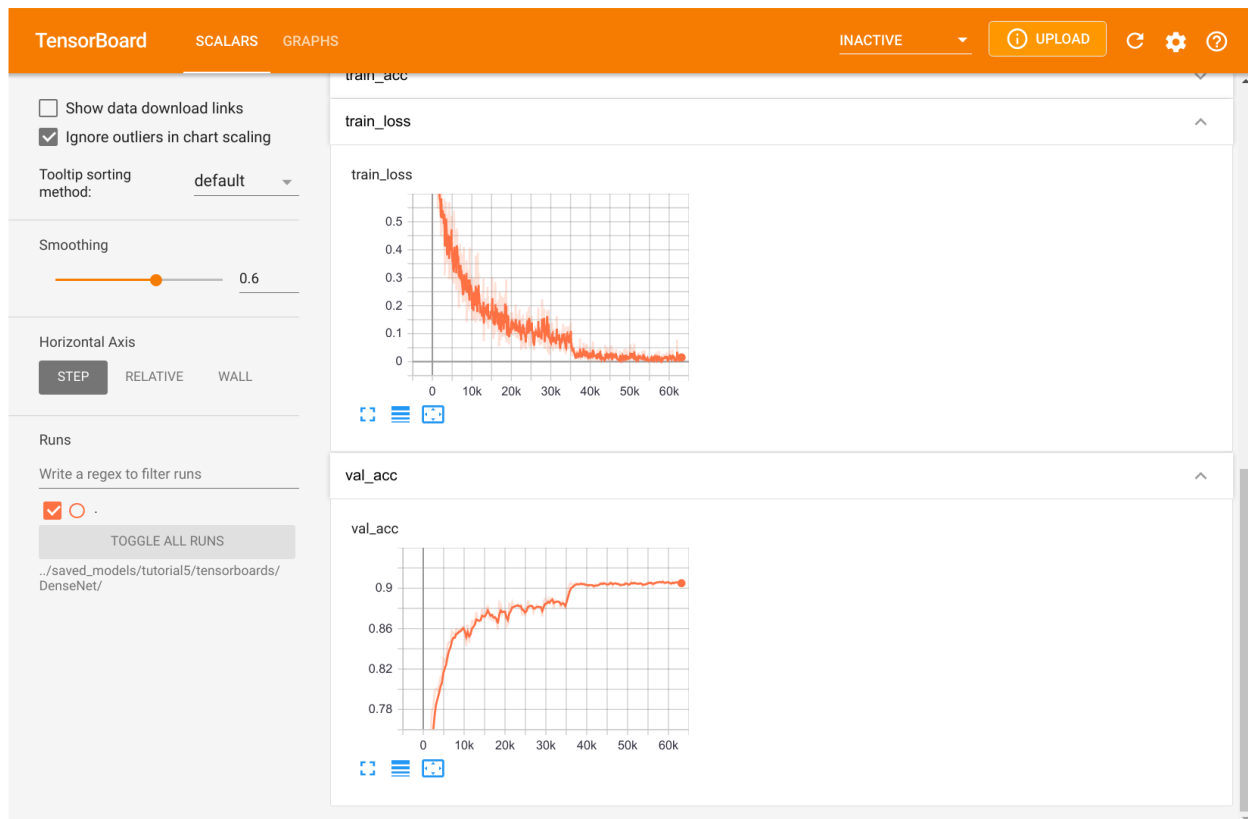 TensorBoard SCALARS GRAPHS INACTIVE UPLOAD
Show data download links
Ignore outliers in chart scaling
Tooltip sorting
method:
default
Smoothing
0.6
Horizontal Axis
STEP RELATIVE WALL
Runs
Write a regex to filter runs
.
TOGGLE ALL RUNS
../saved_models/tutorial5/tensorboards/
DenseNet/
train_acc
train_loss
train_loss
0.5
0.4
0.3
0.2
0.1
0
0 10k 20k 30k 40k 50k 60k
val_acc
val_acc
0.9
0.86
0.82
0.78
0 10k 20k 30k 40k 50k 60k